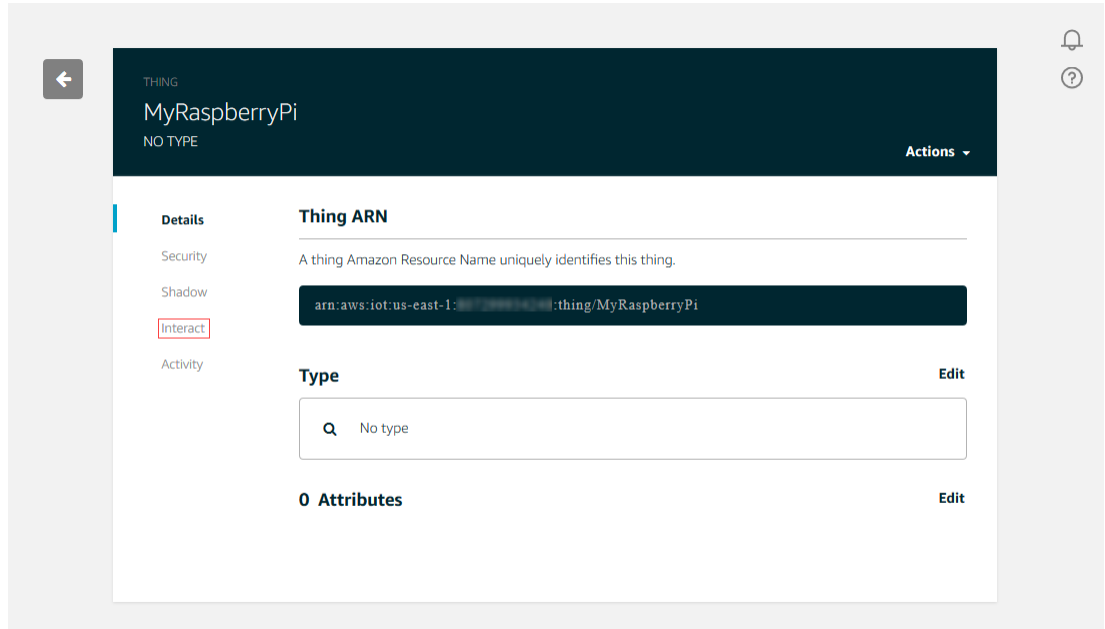 THING
MyRaspberryPi
NO TYPE
Actions
Details
Security
Shadow
Interact
Activity
Thing ARN
A thing Amazon Resource Name uniquely identifies this thing.
arn:aws:iot:us-east-1: :thing/MyRaspberryPi
Type
Edit
No type
0 Attributes
Edit